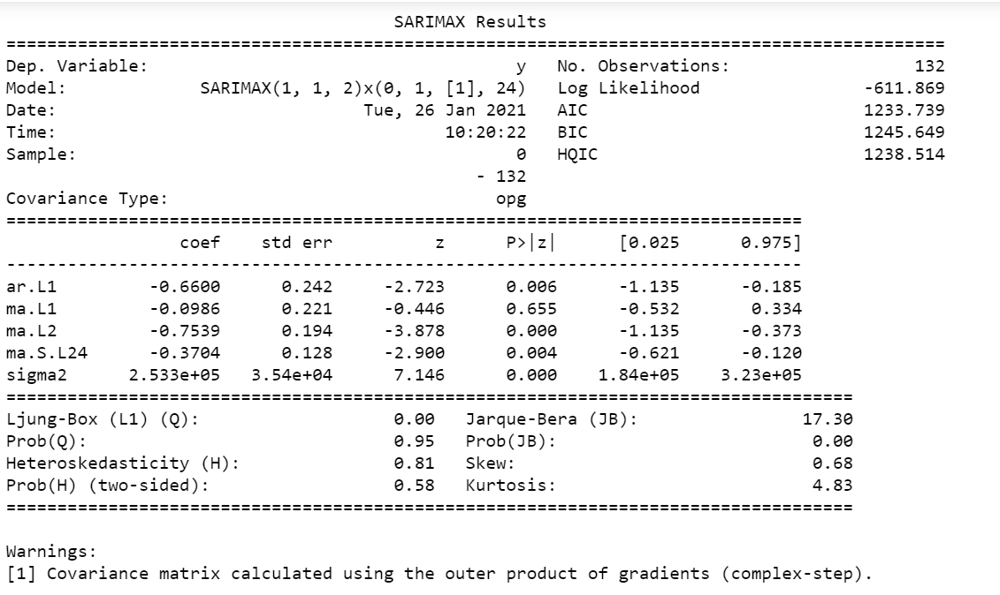 SARIMAX Results
==========================================================================================
Dep. Variable: y No. Observations: 132
Model: SARIMAX(1, 1, 2)x(0, 1, [1], 24) Log Likelihood -611.869
Date: Tue, 26 Jan 2021 AIC 1233.739
Time: 10:20:22 BIC 1245.649
Sample: 0 HQIC 1238.514
- 132
Covariance Type: opg
==============================================================================
coef std err z P>|z| [0.025 0.975]
------------------------------------------------------------------------------
ar.L1 -0.6600 0.242 -2.723 0.006 -1.135 -0.185
ma.L1 -0.0986 0.221 -0.446 0.655 -0.532 0.334
ma.L2 -0.7539 0.194 -3.878 0.000 -1.135 -0.373
ma.S.L24 -0.3704 0.128 -2.900 0.004 -0.621 -0.120
sigma2 2.533e+05 3.54e+04 7.146 0.000 1.84e+05 3.23e+05
===================================================================================
Ljung-Box (L1) (Q): 0.00 Jarque-Bera (JB): 17.30
Prob(Q): 0.95 Prob(JB): 0.00
Heteroskedasticity (H): 0.81 Skew: 0.68
Prob(H) (two-sided): 0.58 Kurtosis: 4.83
===================================================================================
Warnings:
[1] Covariance matrix calculated using the outer product of gradients (complex-step).